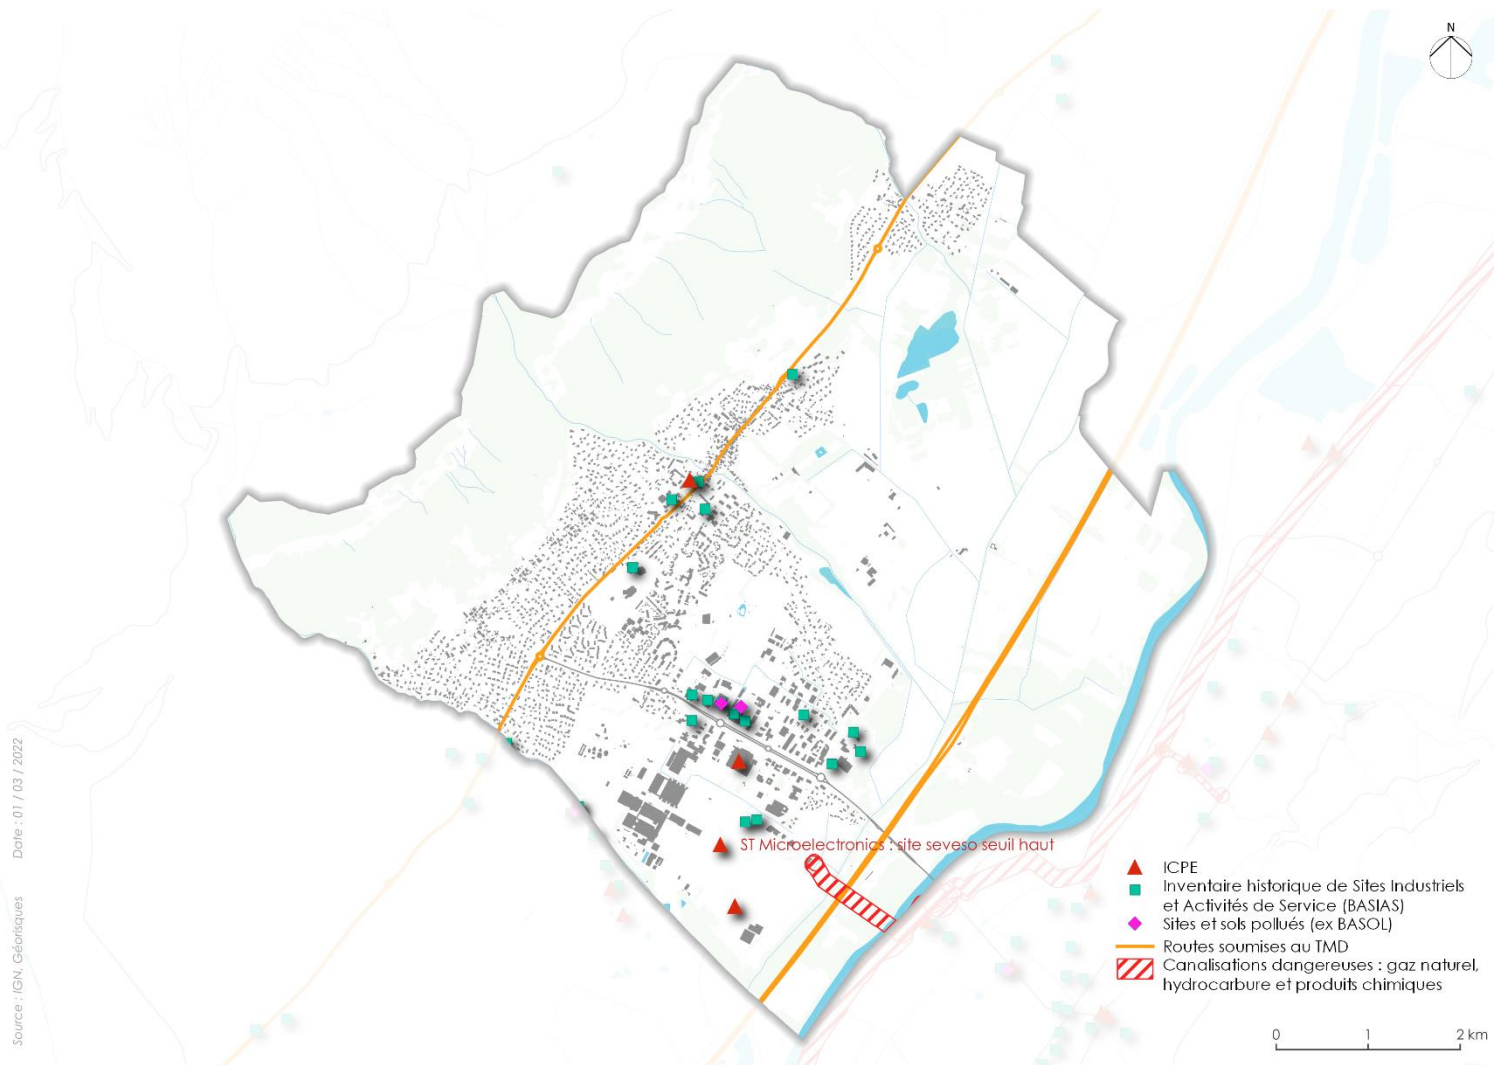 N
ST Microelectronics : site seveso seuil haut
ICPE
Inventaire historique de Sites Industriels
et Activités de Service (BASIAS)
Sites et sols pollués (ex BASOL)
Routes soumises au TMD
Canalisations dangereuses : gaz naturel,
hydrocarbure et produits chimiques
0 1 2 km
Source : IGN, Géorisques Date : 01 / 03 / 2022